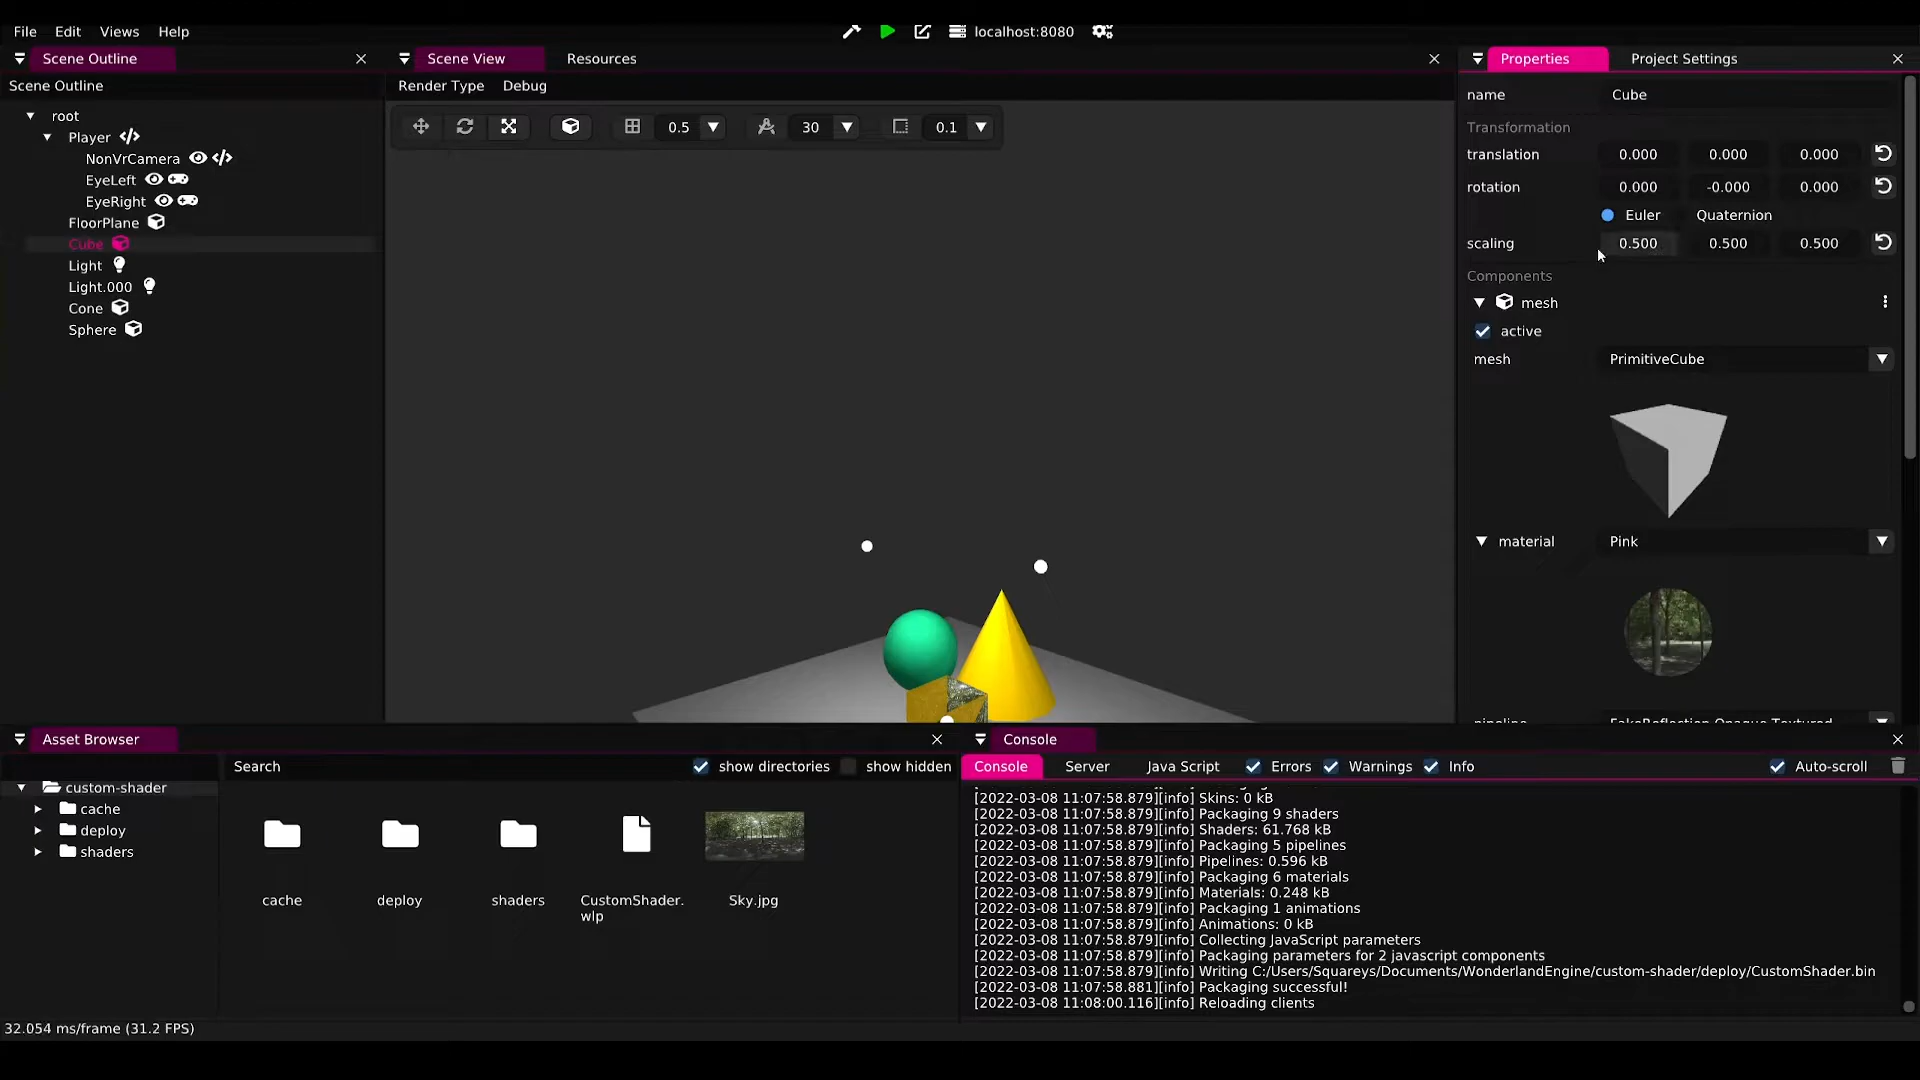 File Edit Views Help
localhost:8080
Scene Outline
Scene View Resources
Properties Project Settings
Scene Outline
root
Player
NonVrCamera
EyeLeft
EyeRight
FloorPlane
Cube
Light
Light.000
Cone
Sphere
Render Type Debug
0.5 30 0.1
name Cube
Transformation
translation 0.000 0.000 0.000
rotation 0.000 -0.000 0.000
Euler Quaternion
scaling 0.500 0.500 0.500
Components
mesh
active
mesh PrimitiveCube
material Pink
pipeline FakeReflection Opaque Textured
Asset Browser
Search show directories show hidden
custom-shader
cache
deploy
shaders
cache deploy shaders CustomShader. Sky.jpg
wlp
Console
Console Server Java Script Errors Warnings Info Auto-scroll
[2022-03-08 11:07:58.879][info] Skins: 0 kB
[2022-03-08 11:07:58.879][info] Packaging 9 shaders
[2022-03-08 11:07:58.879][info] Shaders: 61.768 kB
[2022-03-08 11:07:58.879][info] Packaging 5 pipelines
[2022-03-08 11:07:58.879][info] Pipelines: 0.596 kB
[2022-03-08 11:07:58.879][info] Packaging 6 materials
[2022-03-08 11:07:58.879][info] Materials: 0.248 kB
[2022-03-08 11:07:58.879][info] Packaging 1 animations
[2022-03-08 11:07:58.879][info] Animations: 0 kB
[2022-03-08 11:07:58.879][info] Collecting JavaScript parameters
[2022-03-08 11:07:58.879][info] Packaging parameters for 2 javascript components
[2022-03-08 11:07:58.879][info] Writing C:/Users/Squareys/Documents/WonderlandEngine/custom-shader/deploy/CustomShader.bin
[2022-03-08 11:07:58.881][info] Packaging successful!
[2022-03-08 11:08:00.116][info] Reloading clients
32.054 ms/frame (31.2 FPS)